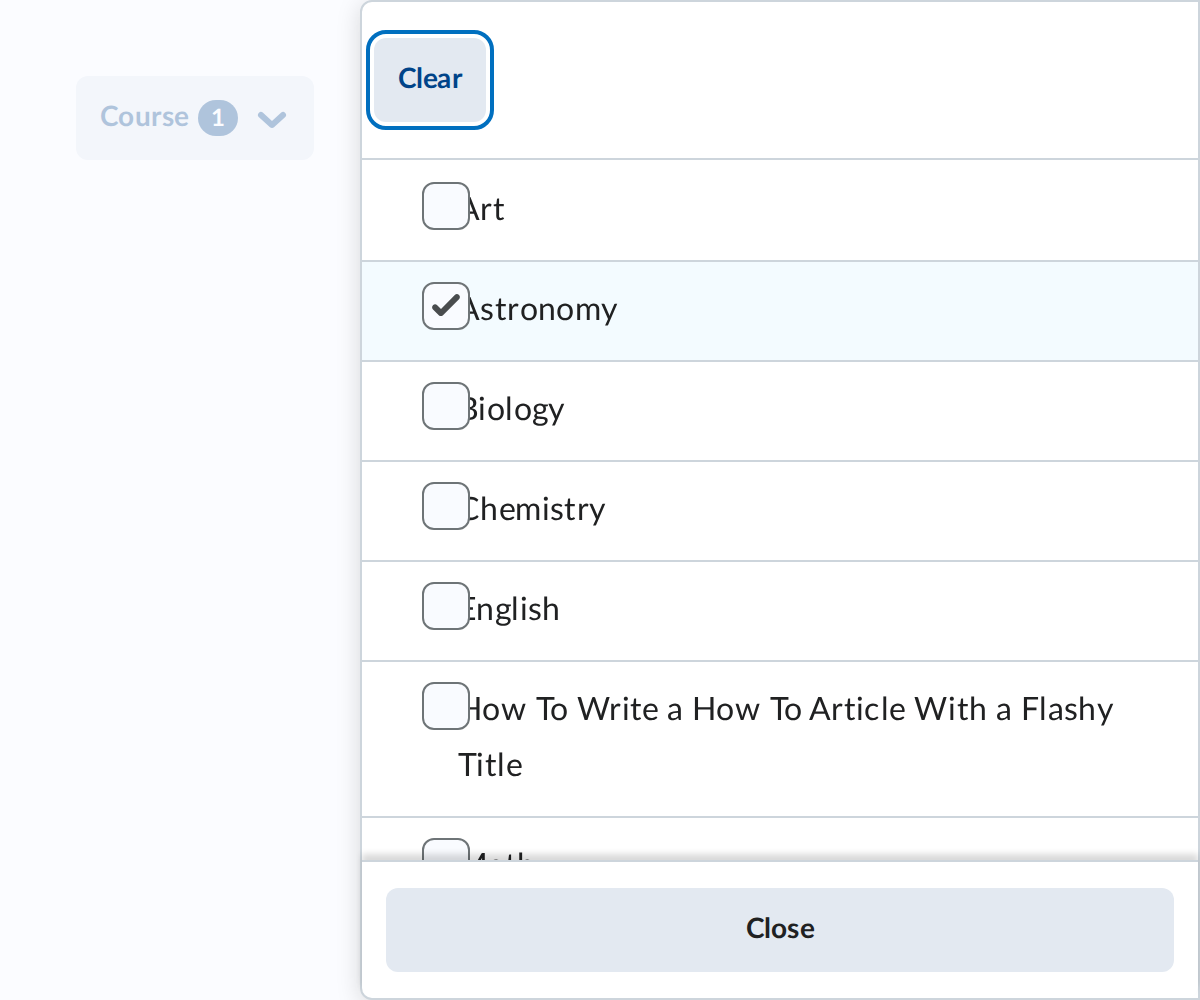 Clear
Course 1
Art
Astronomy
Biology
Chemistry
English
How To Write a How To Article With a Flashy
Title
Close